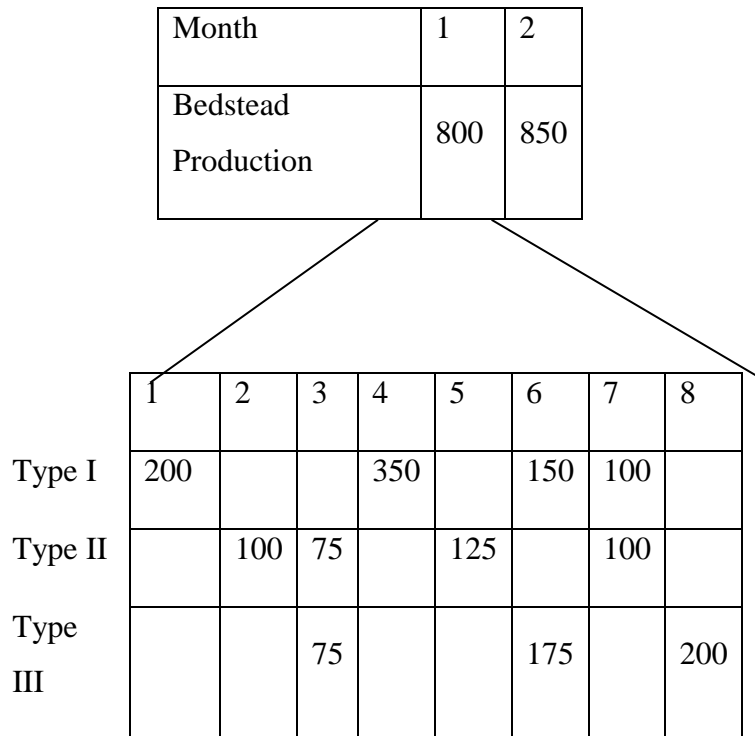 Month 1 2
Bedstead
Production
800 850
1 2 3 4 5 6 7 8
Type I 200 350 150 100
Type II 100 75 125 100
Type
III
75 175 200